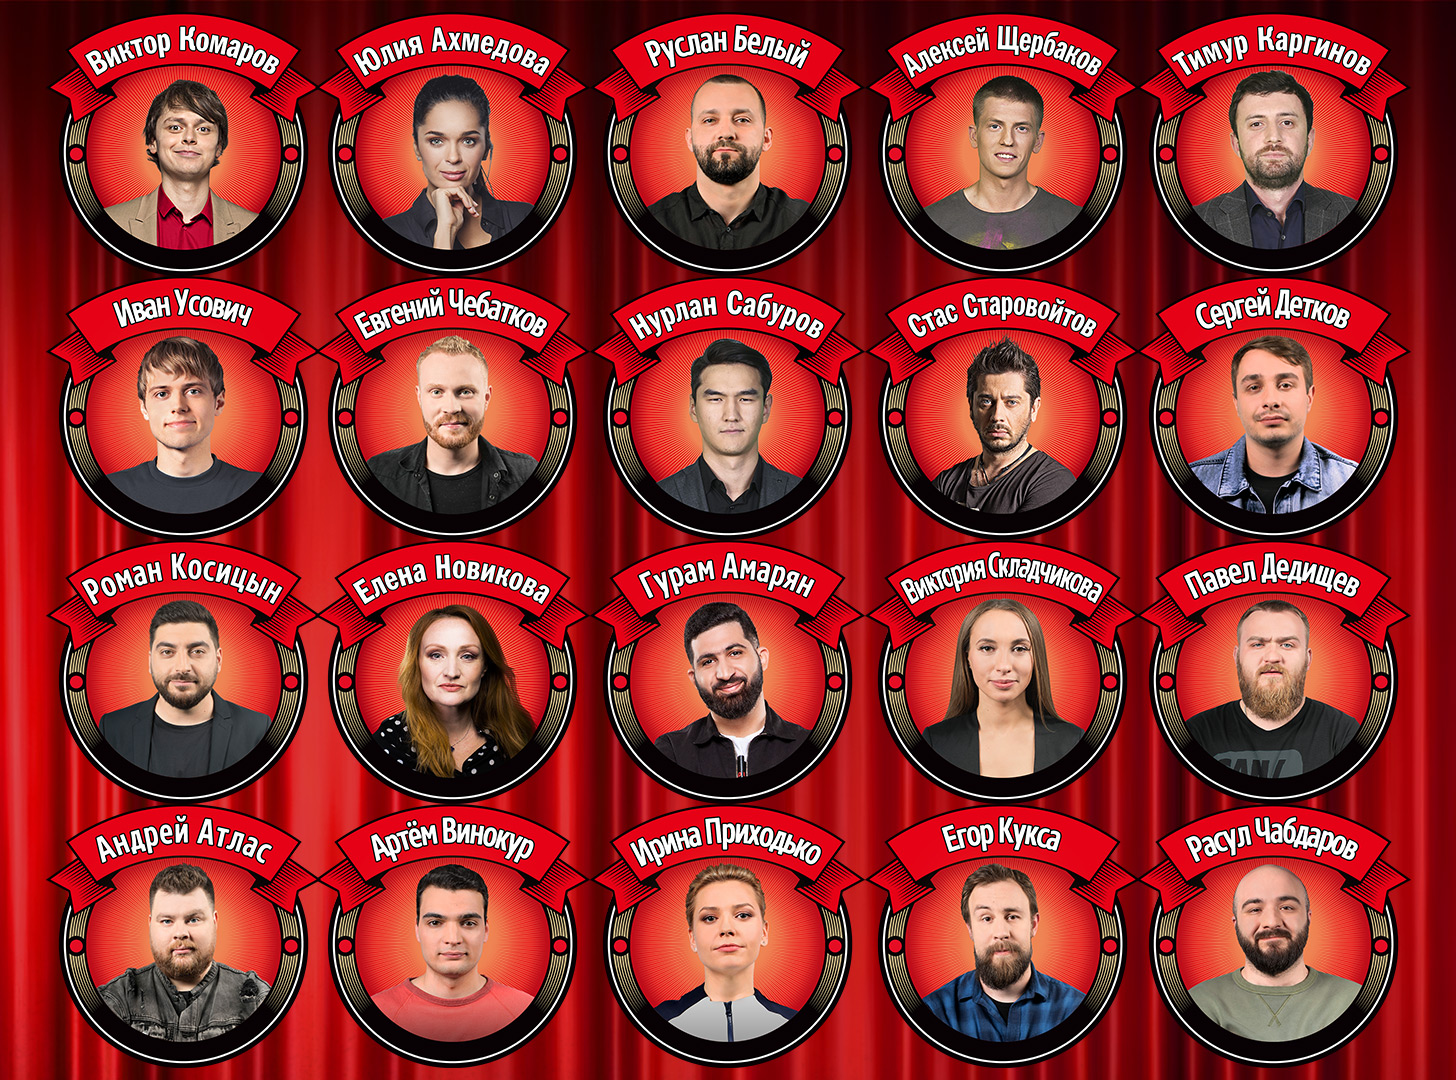 Виктор Комаров
Юлия Ахмедова
Руслан Белый
Алексей Щербаков
Тимур Каргинов
Иван Усович
Евгений Чебатков
Нурлан Сабуров
Стас Старовойтов
Сергей Детков
Роман Косицын
Елена Новикова
Гурам Амарян
Виктория Складчикова
Павел Дедищев
Андрей Атлас
Артём Винокур
Ирина Приходько
Егор Кукса
Расул Чабдаров